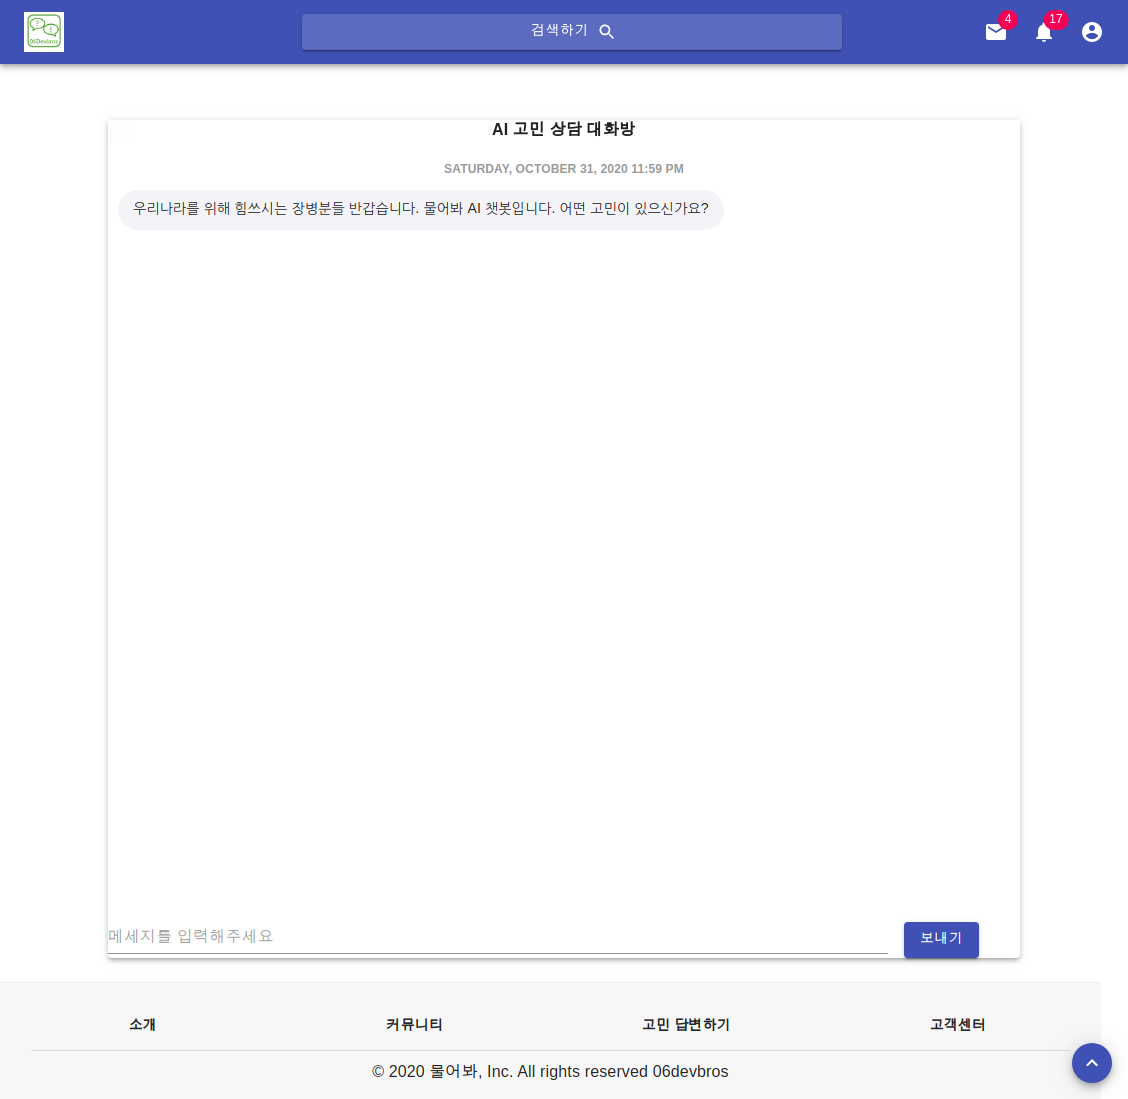 06Devbros
검색하기
4
17
AI 고민 상담 대화방
SATURDAY, OCTOBER 31, 2020 11:59 PM
우리나라를 위해 힘쓰시는 장병분들 반갑습니다. 물어봐 AI 챗봇입니다. 어떤 고민이 있으신가요?
메세지를 입력해주세요
보내기
소개
커뮤니티
고민 답변하기
고객센터
© 2020 물어봐, Inc. All rights reserved 06devbros